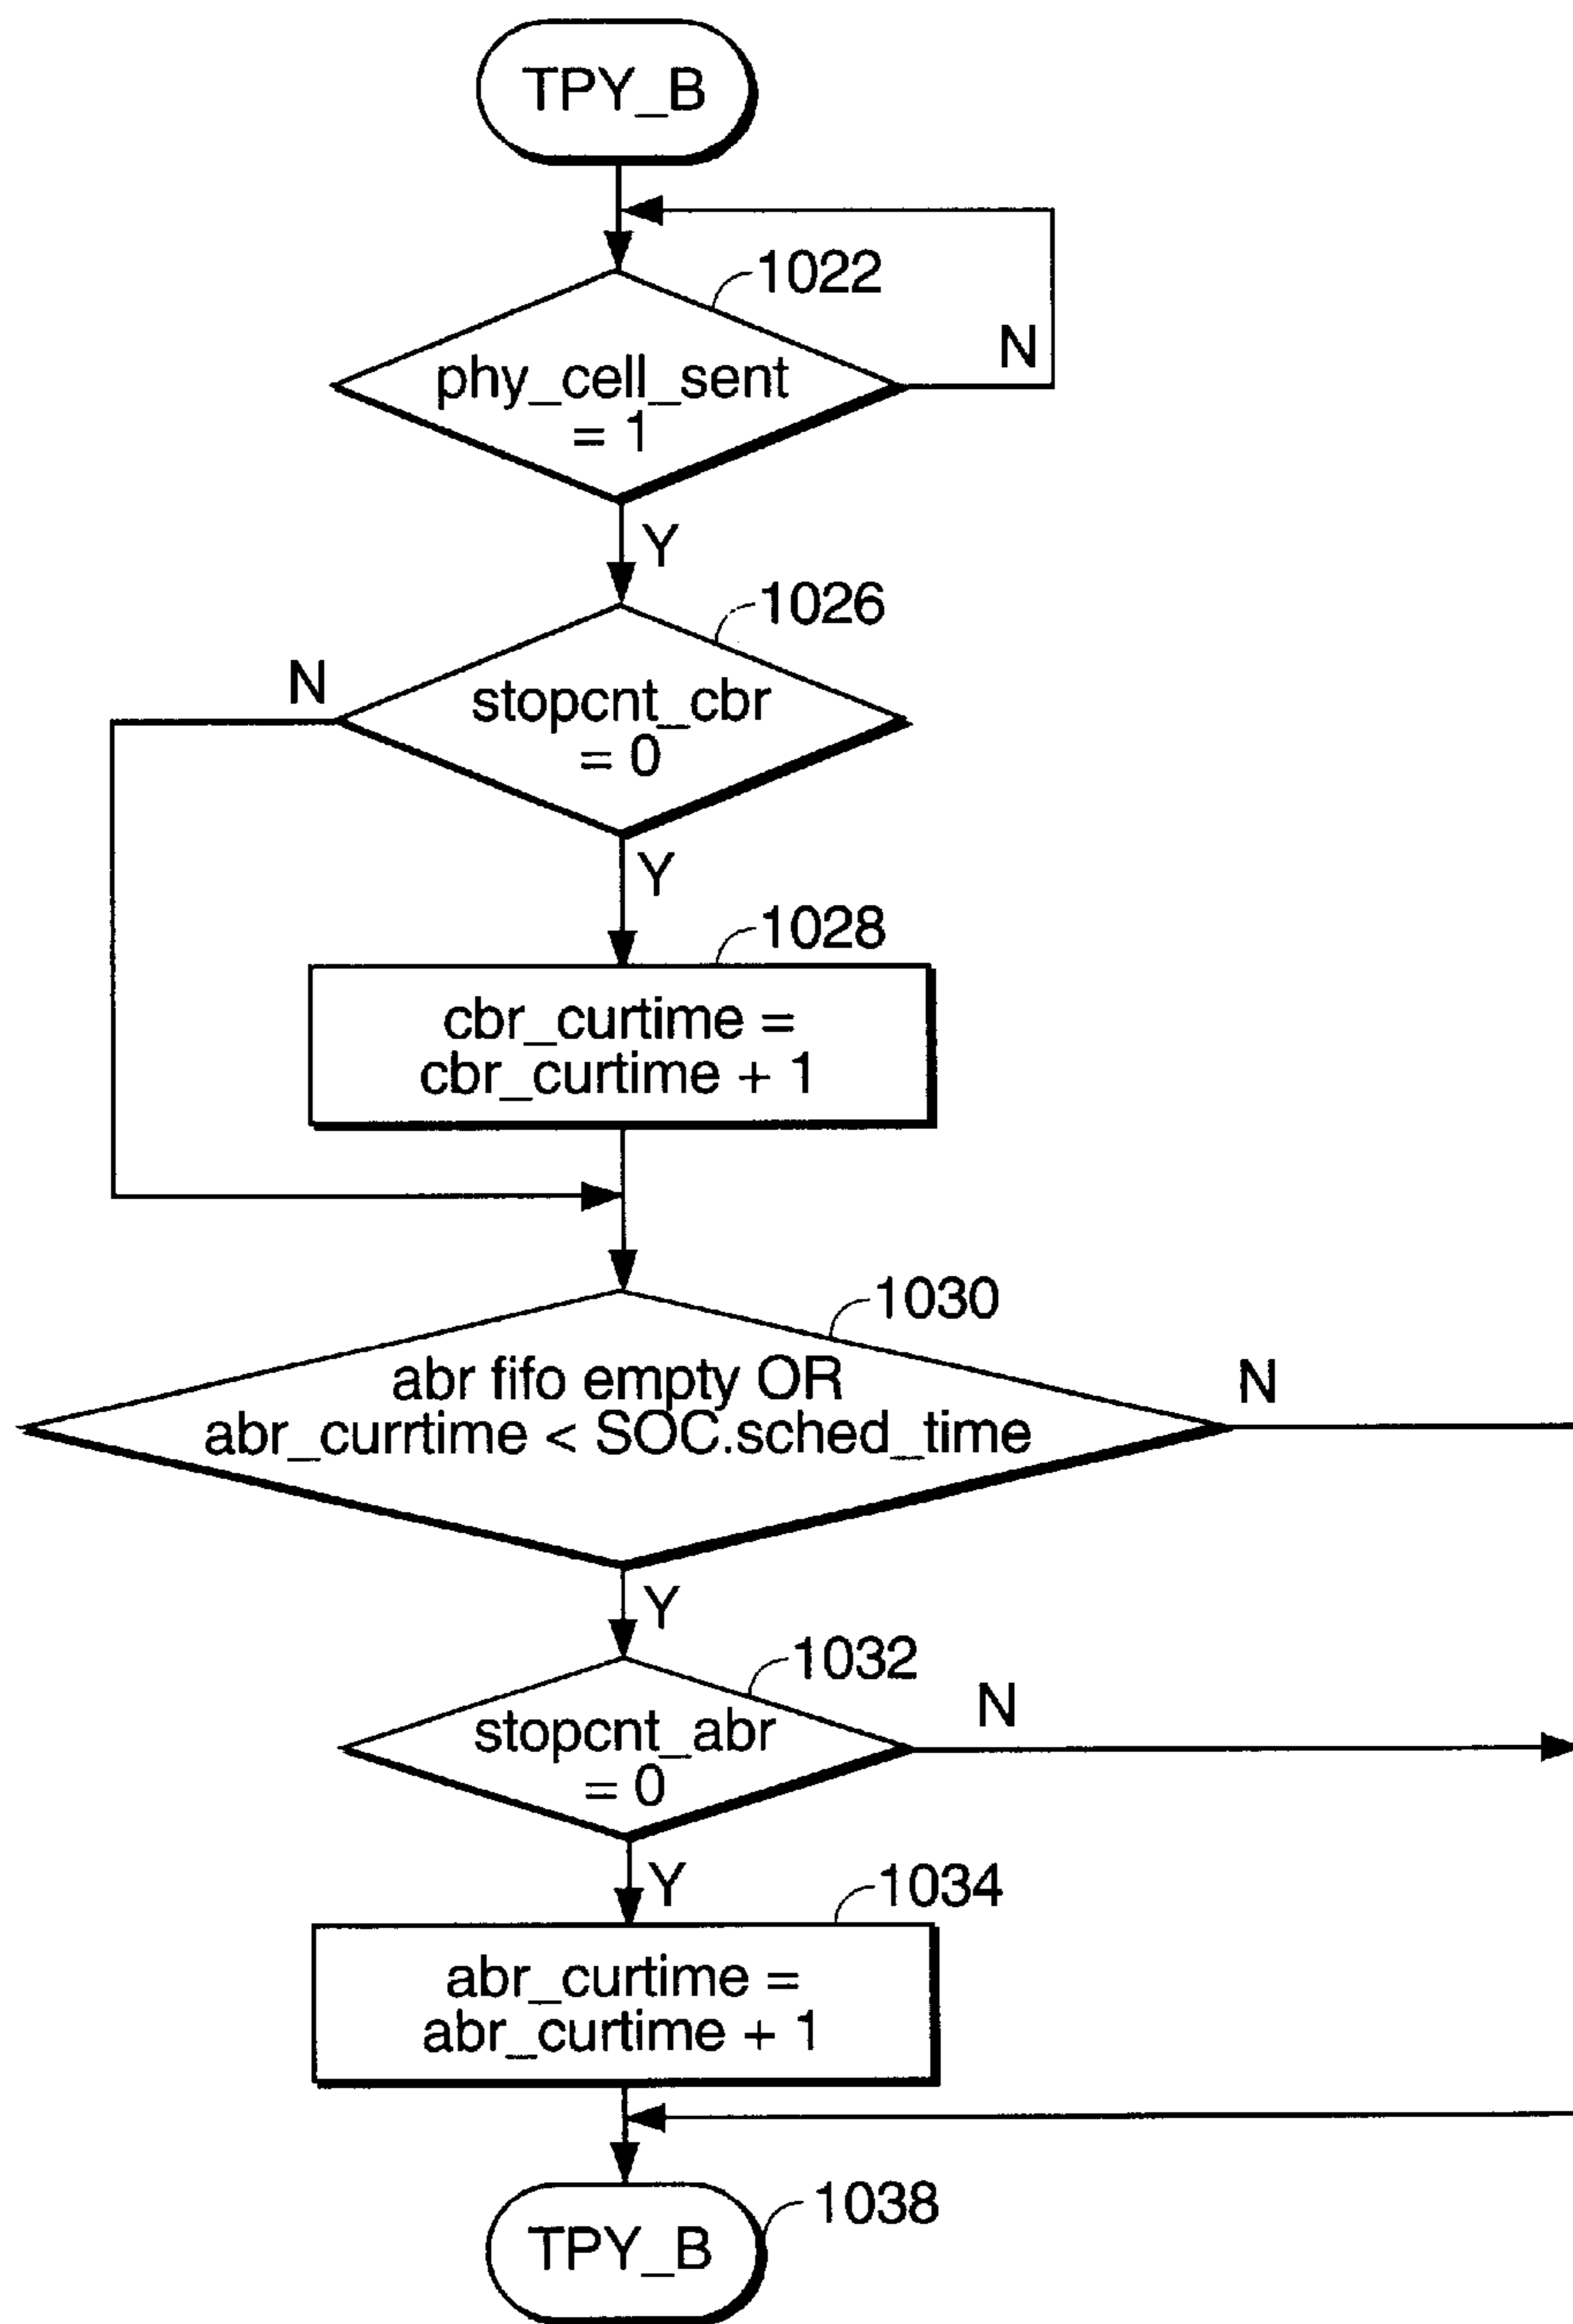 TPY_B
1022
phy_cell_sent
= 1
N
Y
1026
stopcnt_cbr
= 0
N
Y
1028
cbr_curtime =
cbr_curtime + 1
1030
abr fifo empty OR
abr_currtime < SOC.sched_time
N
Y
1032
stopcnt_abr
= 0
N
Y
1034
abr_curtime =
abr_curtime + 1
TPY_B
1038